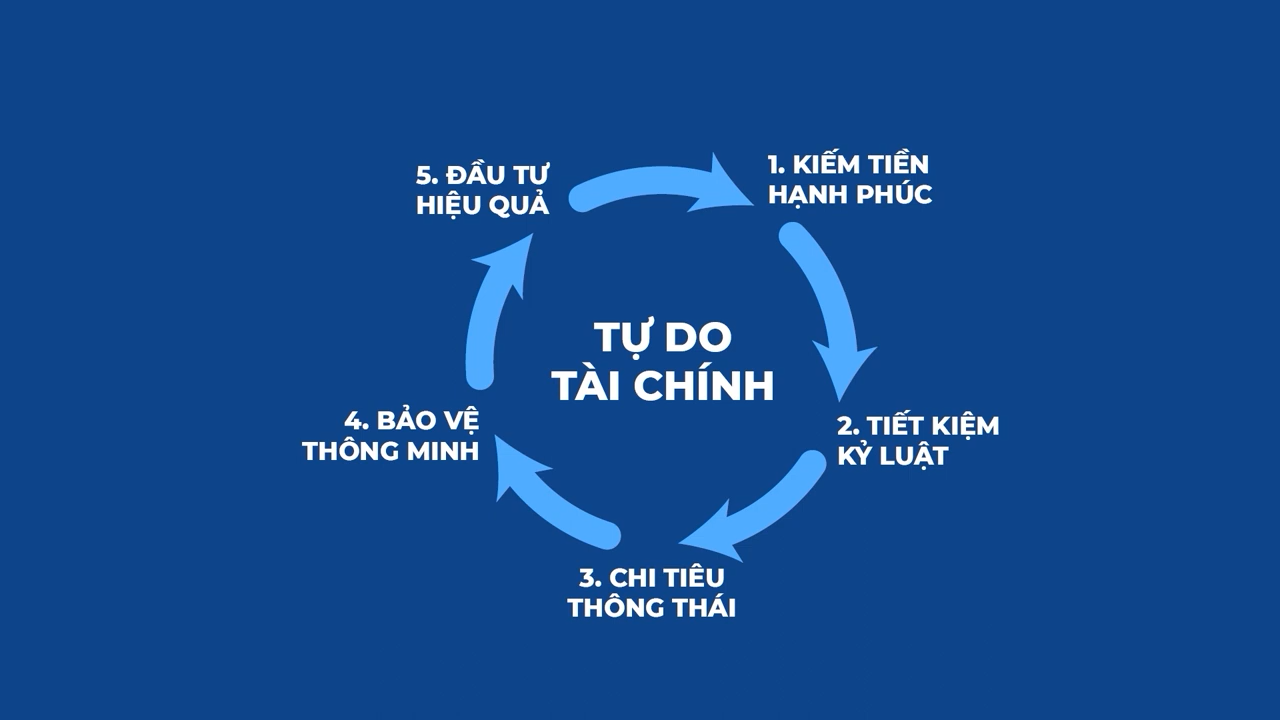 1. KIẾM TIỀN
HẠNH PHÚC
2. TIẾT KIỆM
KỶ LUẬT
3. CHI TIÊU
THÔNG THÁI
4. BẢO VỆ
THÔNG MINH
5. ĐẦU TƯ
HIỆU QUẢ
TỰ DO
TÀI CHÍNH